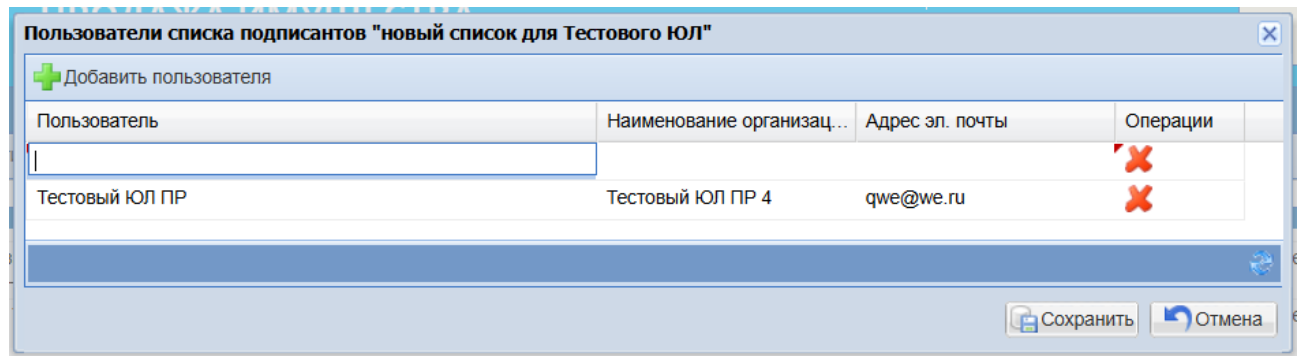 Пользователи списка подписантов "новый список для Тестового ЮЛ"
Добавить пользователя
Пользователь Наименование организац... Адрес эл. почты Операции
Тестовый ЮЛ ПР Тестовый ЮЛ ПР 4 qwe@we.ru
Сохранить Отмена